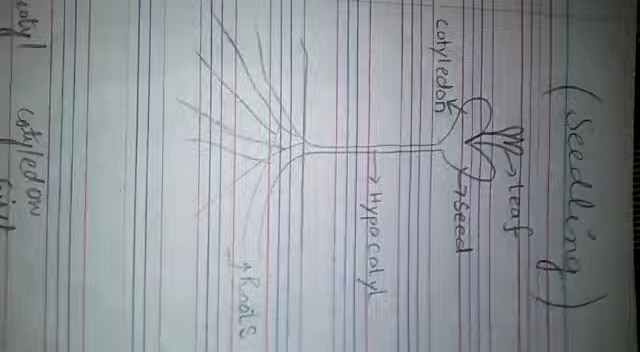 (Seedling)
Leaf
Cotyledon
Seed
Hypocotyl
Roots
Cotyledon